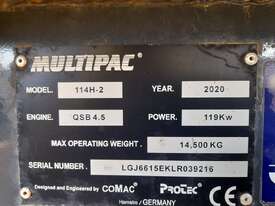 MULTIPAC
MODEL. 114H-2 YEAR. 2020
ENGINE. QSB 4.5 POWER. 119Kw
MAX OPERATING WEIGHT. 14,500 KG
SERIAL NUMBER. LGJ6615EKLR039216
Designed and Engineered by COMAC PROTEC
Hameln / GERMANY